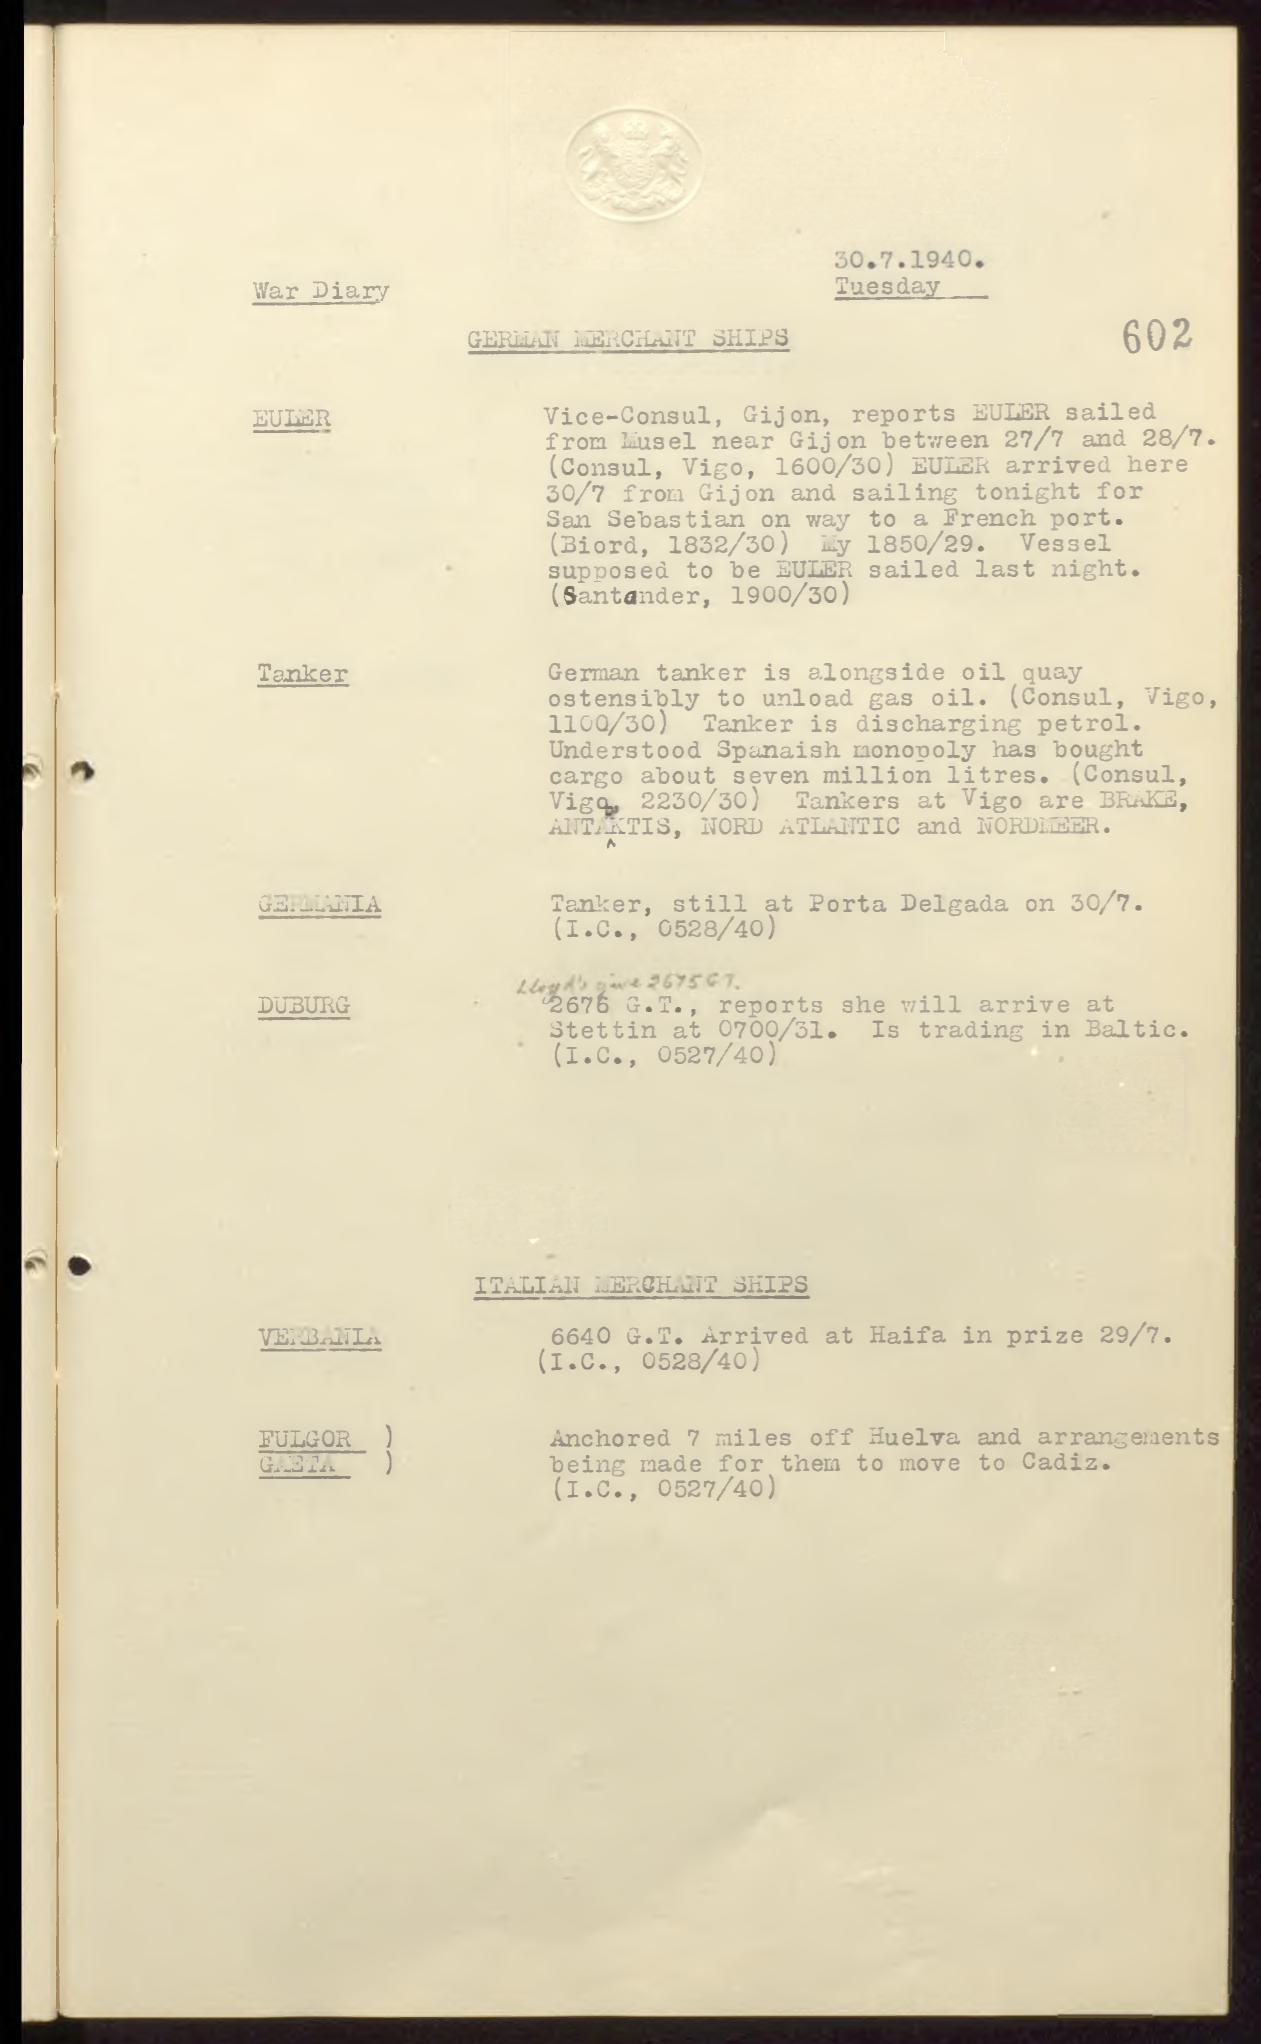 30.7.1940.
War Diary
Tuesday
GERMAN MERCHANT SHIPS
602
EULER
Vice-Consul, Gijon, reports EULER sailed
from Musel near Gijon between 27/7 and 28/7.
(Consul, Vigo, 1600/30) EULER arrived here
30/7 from Gijon and sailing tonight for
San Sebastian on way to a French port.
(Biord, 1832/30) My 1850/29. Vessel
supposed to be EULER sailed last night.
(Santander, 1900/30)
Tanker
German tanker is alongside oil quay
ostensibly to unload gas oil. (Consul, Vigo,
1100/30) Tanker is discharging petrol.
Understood Spanaish monopoly has bought
cargo about seven million litres. (Consul,
Vigo, 2230/30) Tankers at Vigo are BRAKE,
ANTAKTIS, NORD ATLANTIC and NORDMEER.
GERMANIA
Tanker, still at Porta Delgada on 30/7.
(I.C., 0528/40)
Lloyd's give 2675 G.T.
DUBURG
2676 G.T., reports she will arrive at
Stettin at 0700/31. Is trading in Baltic.
(I.C., 0527/40)
ITALIAN MERCHANT SHIPS
VERBANIA
6640 G.T. Arrived at Haifa in prize 29/7.
(I.C., 0528/40)
FULGOR )
GAETA )
Anchored 7 miles off Huelva and arrangements
being made for them to move to Cadiz.
(I.C., 0527/40)